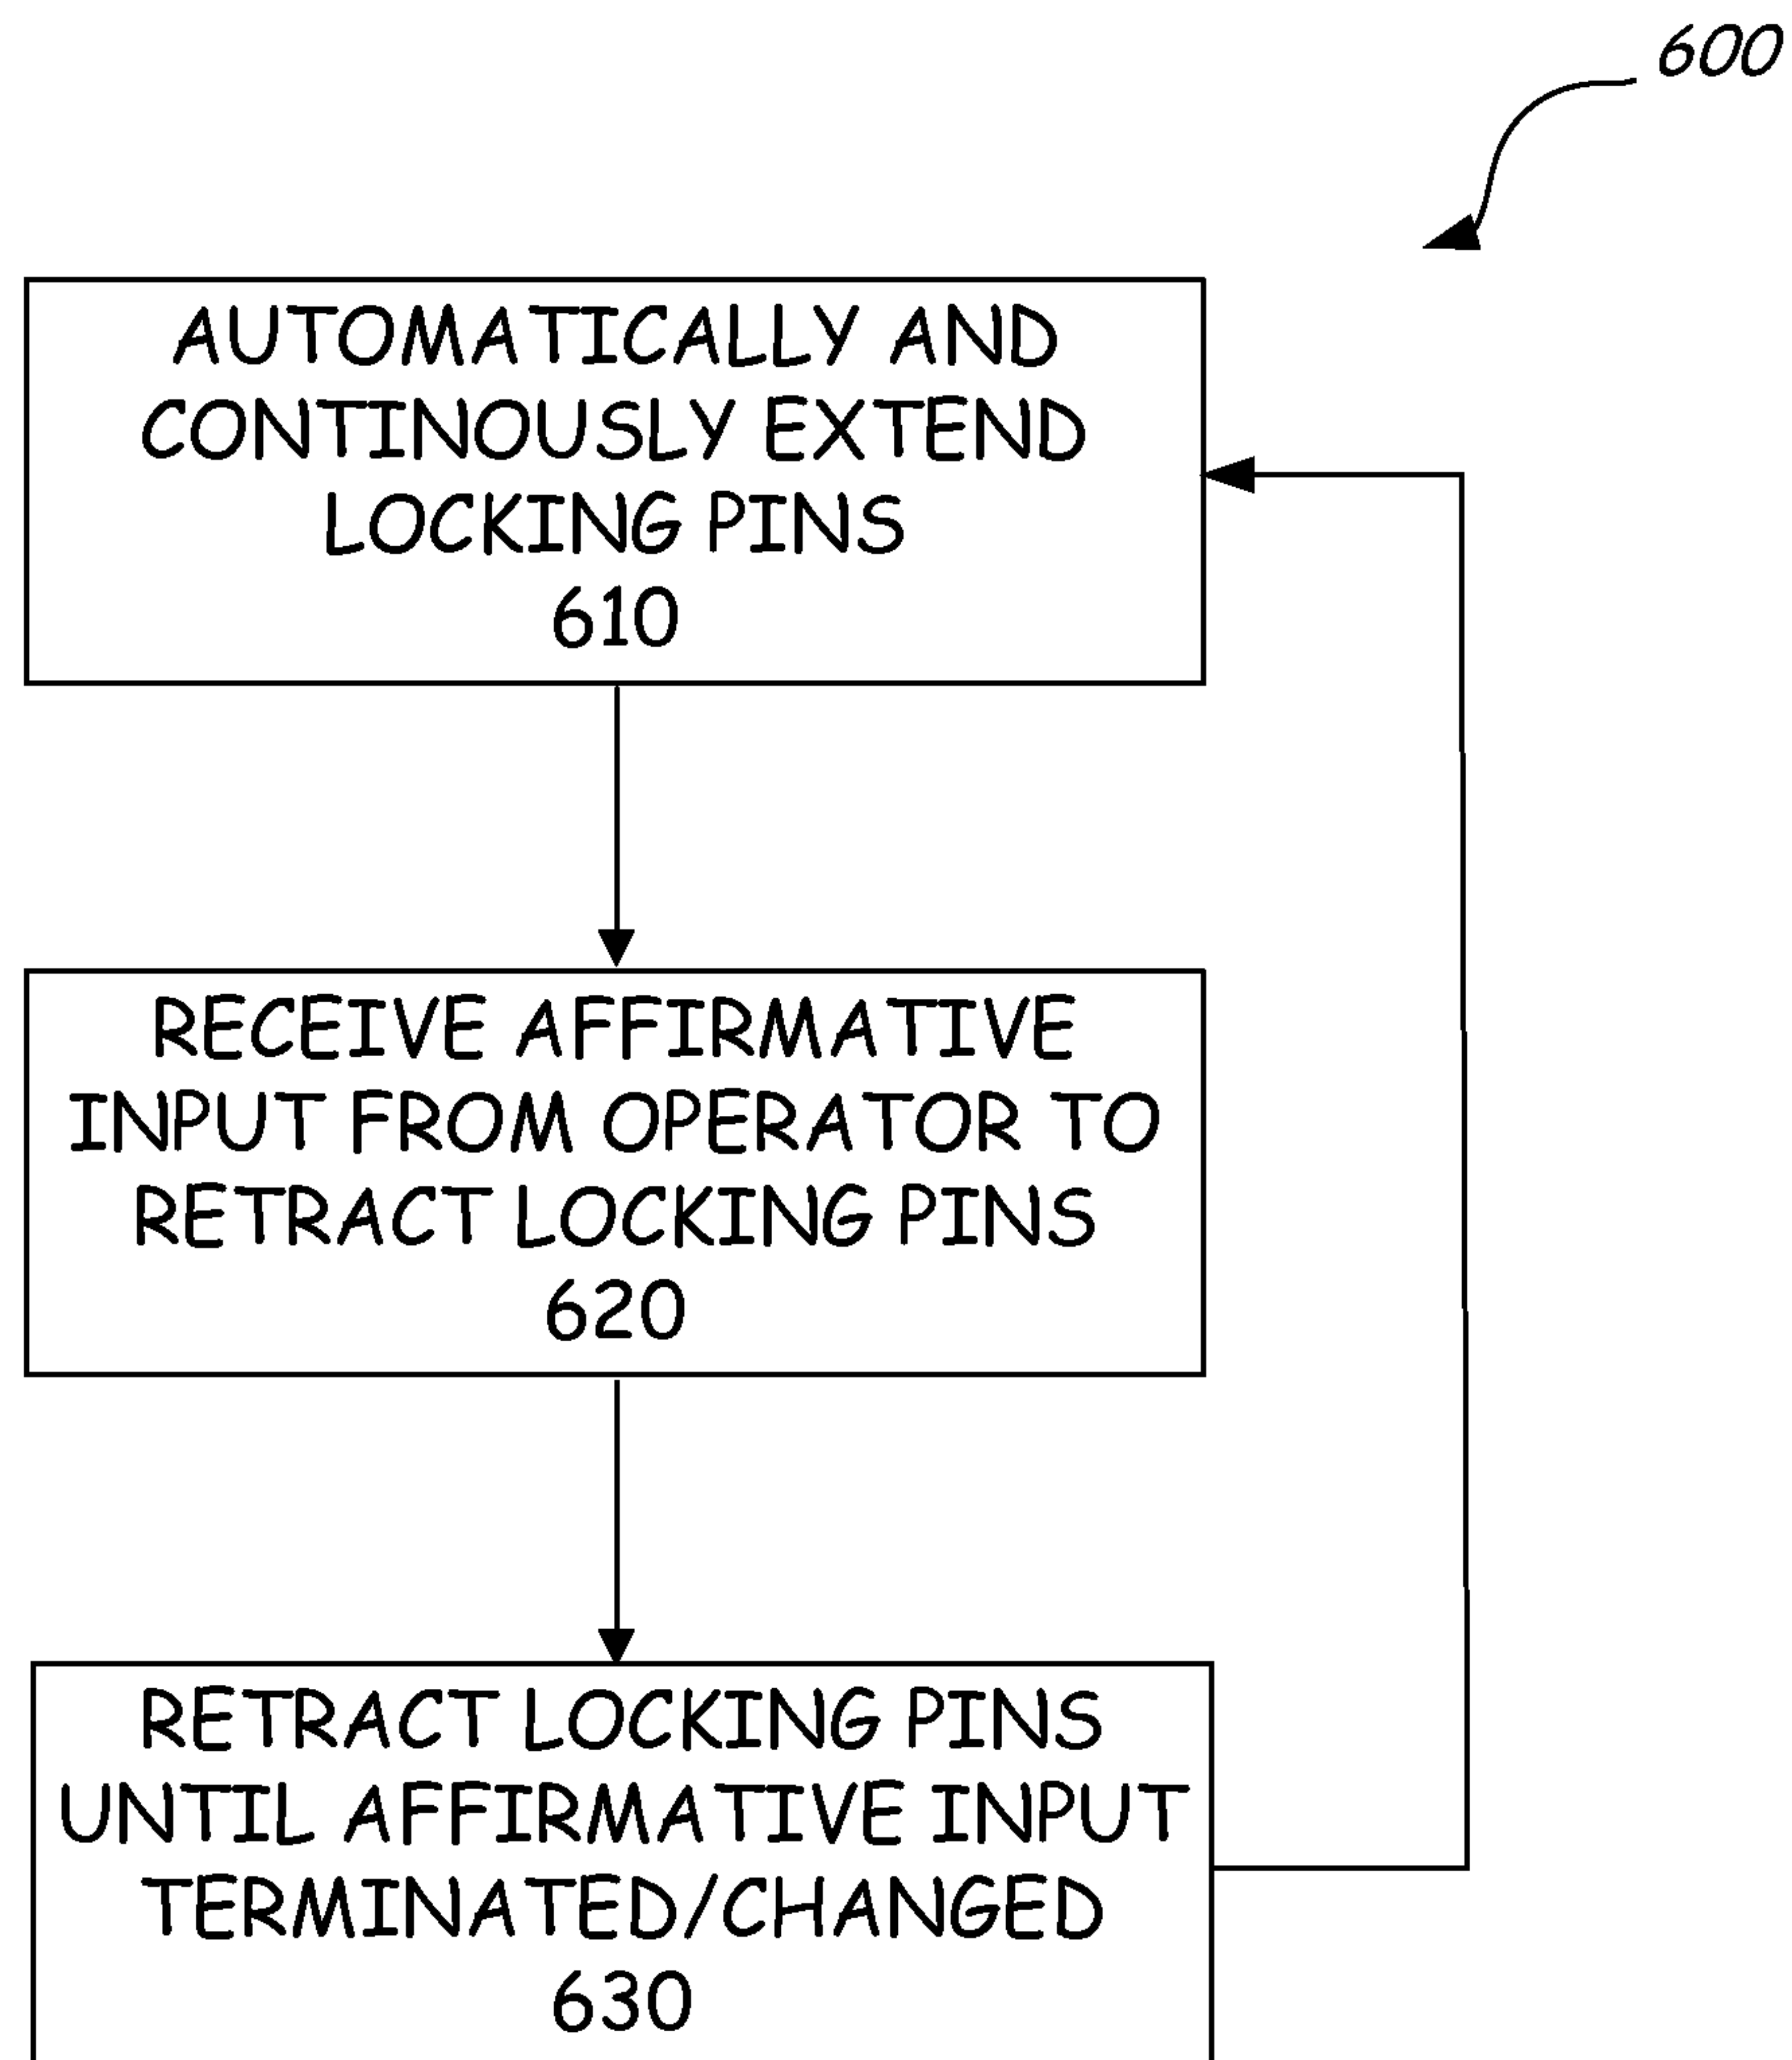 600
AUTOMATICALLY AND
CONTINOUSLY EXTEND
LOCKING PINS
610
RECEIVE AFFIRMATIVE
INPUT FROM OPERATOR TO
RETRACT LOCKING PINS
620
RETRACT LOCKING PINS
UNTIL AFFIRMATIVE INPUT
TERMINATED/CHANGED
630